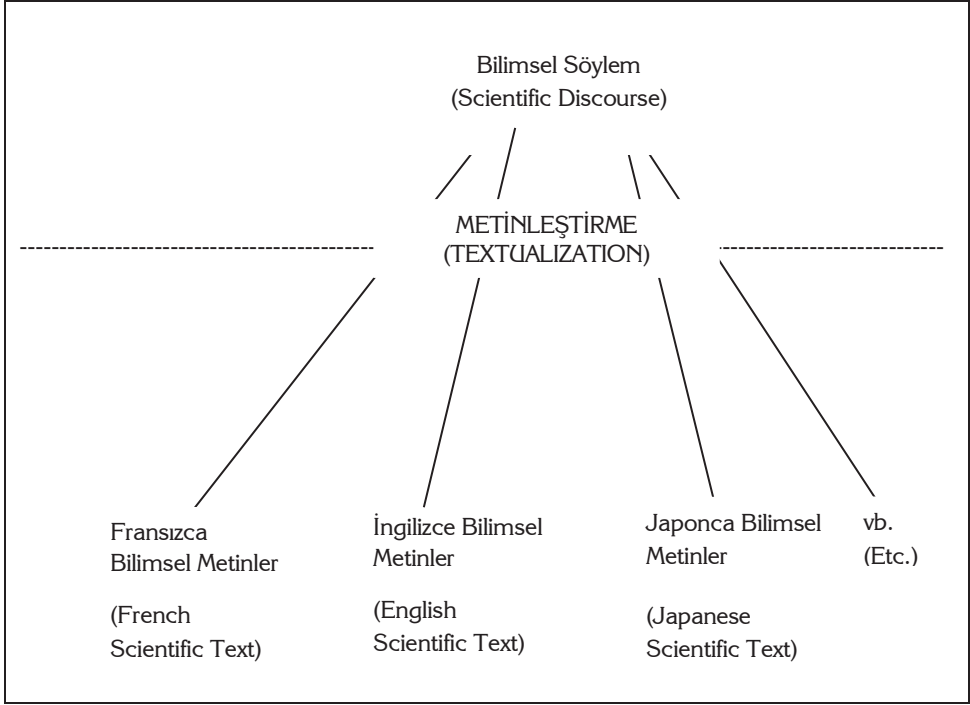 Bilimsel Söylem
(Scientific Discourse)
METİNLEŞTİRME
(TEXTUALIZATION)
Fransızca
Bilimsel Metinler
(French
Scientific Text)
İngilizce Bilimsel
Metinler
(English
Scientific Text)
Japonca Bilimsel
Metinler
(Japanese
Scientific Text)
vb.
(Etc.)